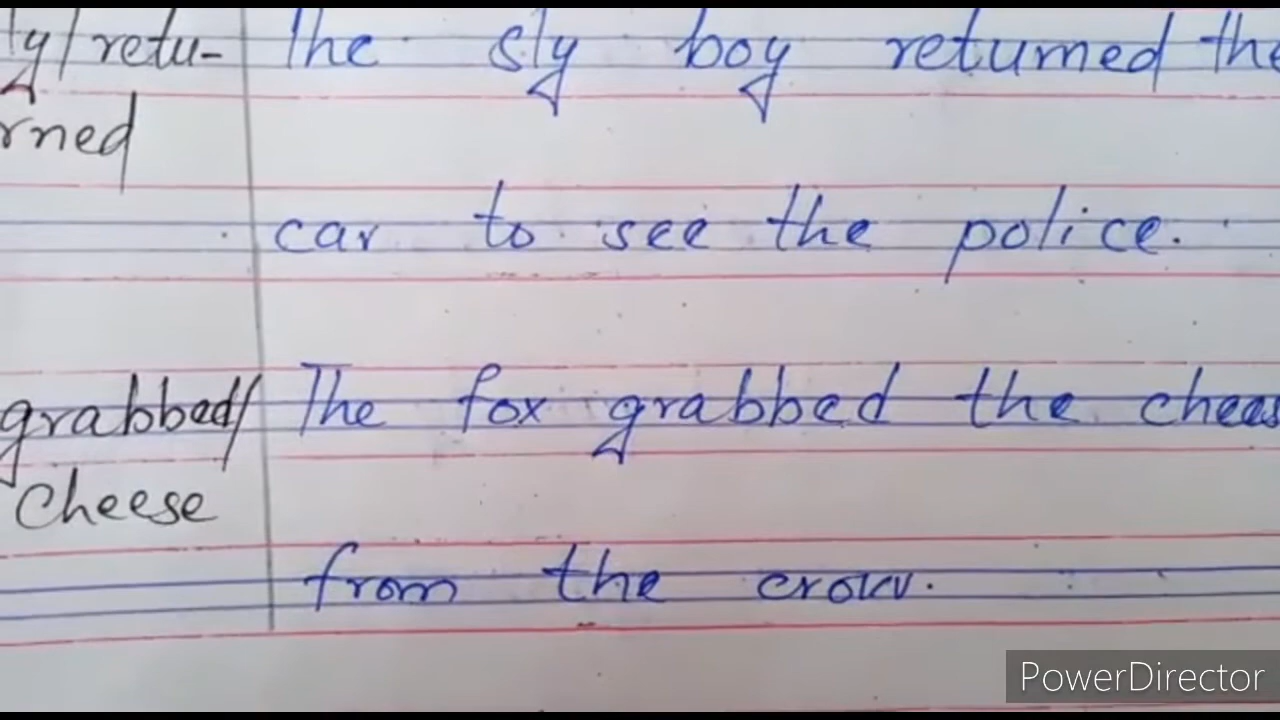 ly/retu- The sly boy returned the
rned
car to see the police.
grabbed/ The fox grabbed the chees
Cheese
from the crow.
PowerDirector